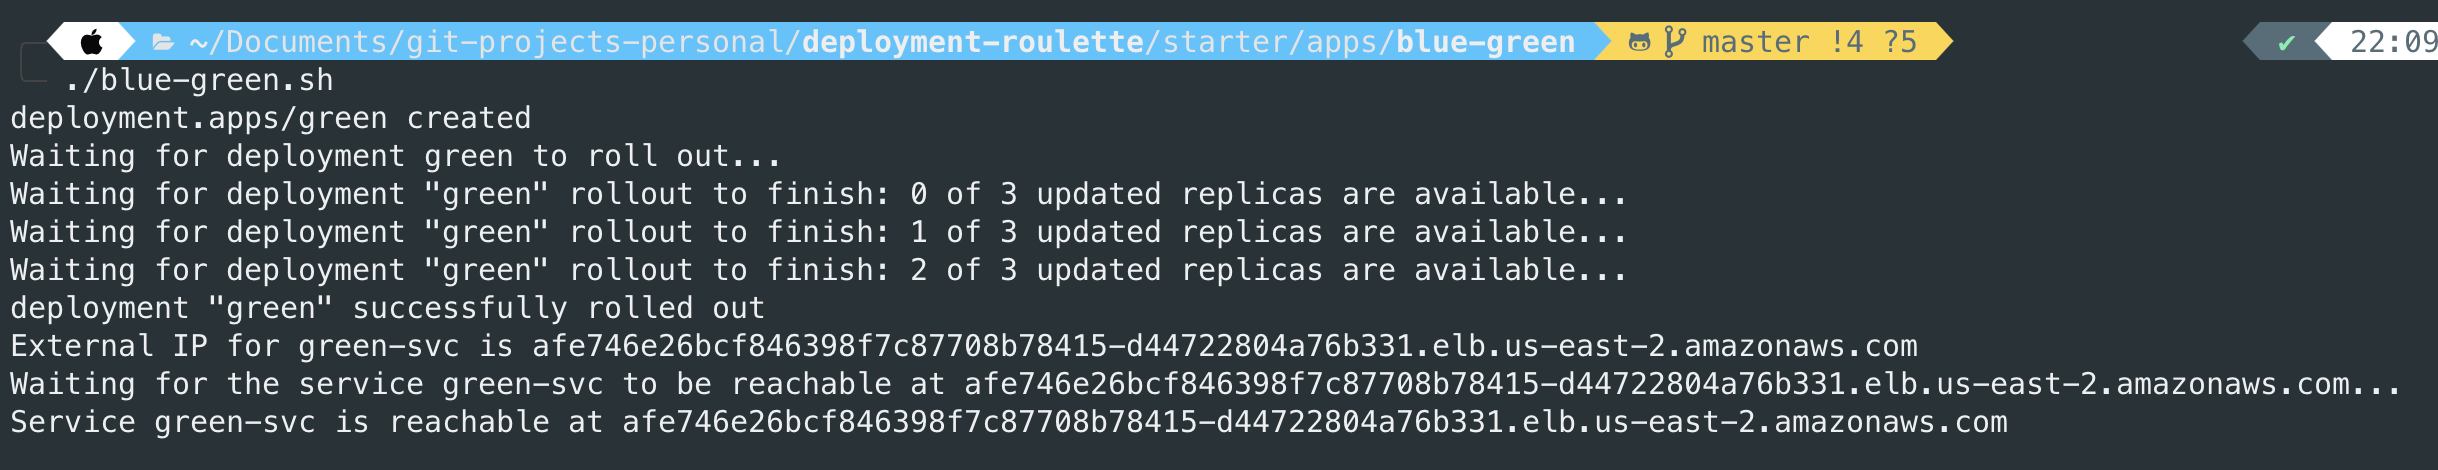 ~/Documents/git-projects-personal/deployment-roulette/starter/apps/blue-green master !4 ?5 ✔ 22:09
./blue-green.sh
deployment.apps/green created
Waiting for deployment green to roll out...
Waiting for deployment "green" rollout to finish: 0 of 3 updated replicas are available...
Waiting for deployment "green" rollout to finish: 1 of 3 updated replicas are available...
Waiting for deployment "green" rollout to finish: 2 of 3 updated replicas are available...
deployment "green" successfully rolled out
External IP for green-svc is afe746e26bcf846398f7c87708b78415-d44722804a76b331.elb.us-east-2.amazonaws.com
Waiting for the service green-svc to be reachable at afe746e26bcf846398f7c87708b78415-d44722804a76b331.elb.us-east-2.amazonaws.com...
Service green-svc is reachable at afe746e26bcf846398f7c87708b78415-d44722804a76b331.elb.us-east-2.amazonaws.com